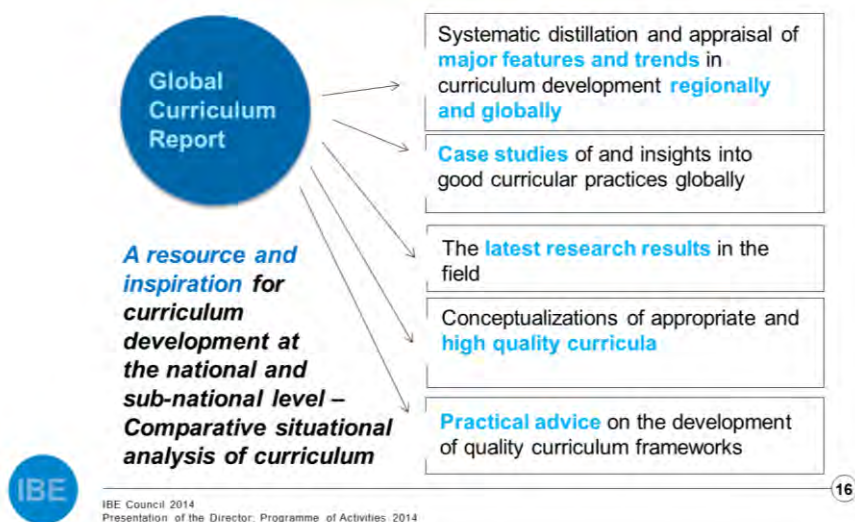 Global
Curriculum
Report
Systematic distillation and appraisal of
major features and trends in
curriculum development regionally
and globally
Case studies of and insights into
good curricular practices globally
The latest research results in the
field
Conceptualizations of appropriate and
high quality curricula
Practical advice on the development
of quality curriculum frameworks
A resource and
inspiration for
curriculum
development at
the national and
sub-national level –
Comparative situational
analysis of curriculum
IBE
IBE Council 2014
Presentation of the Director: Programme of Activities 2014
16